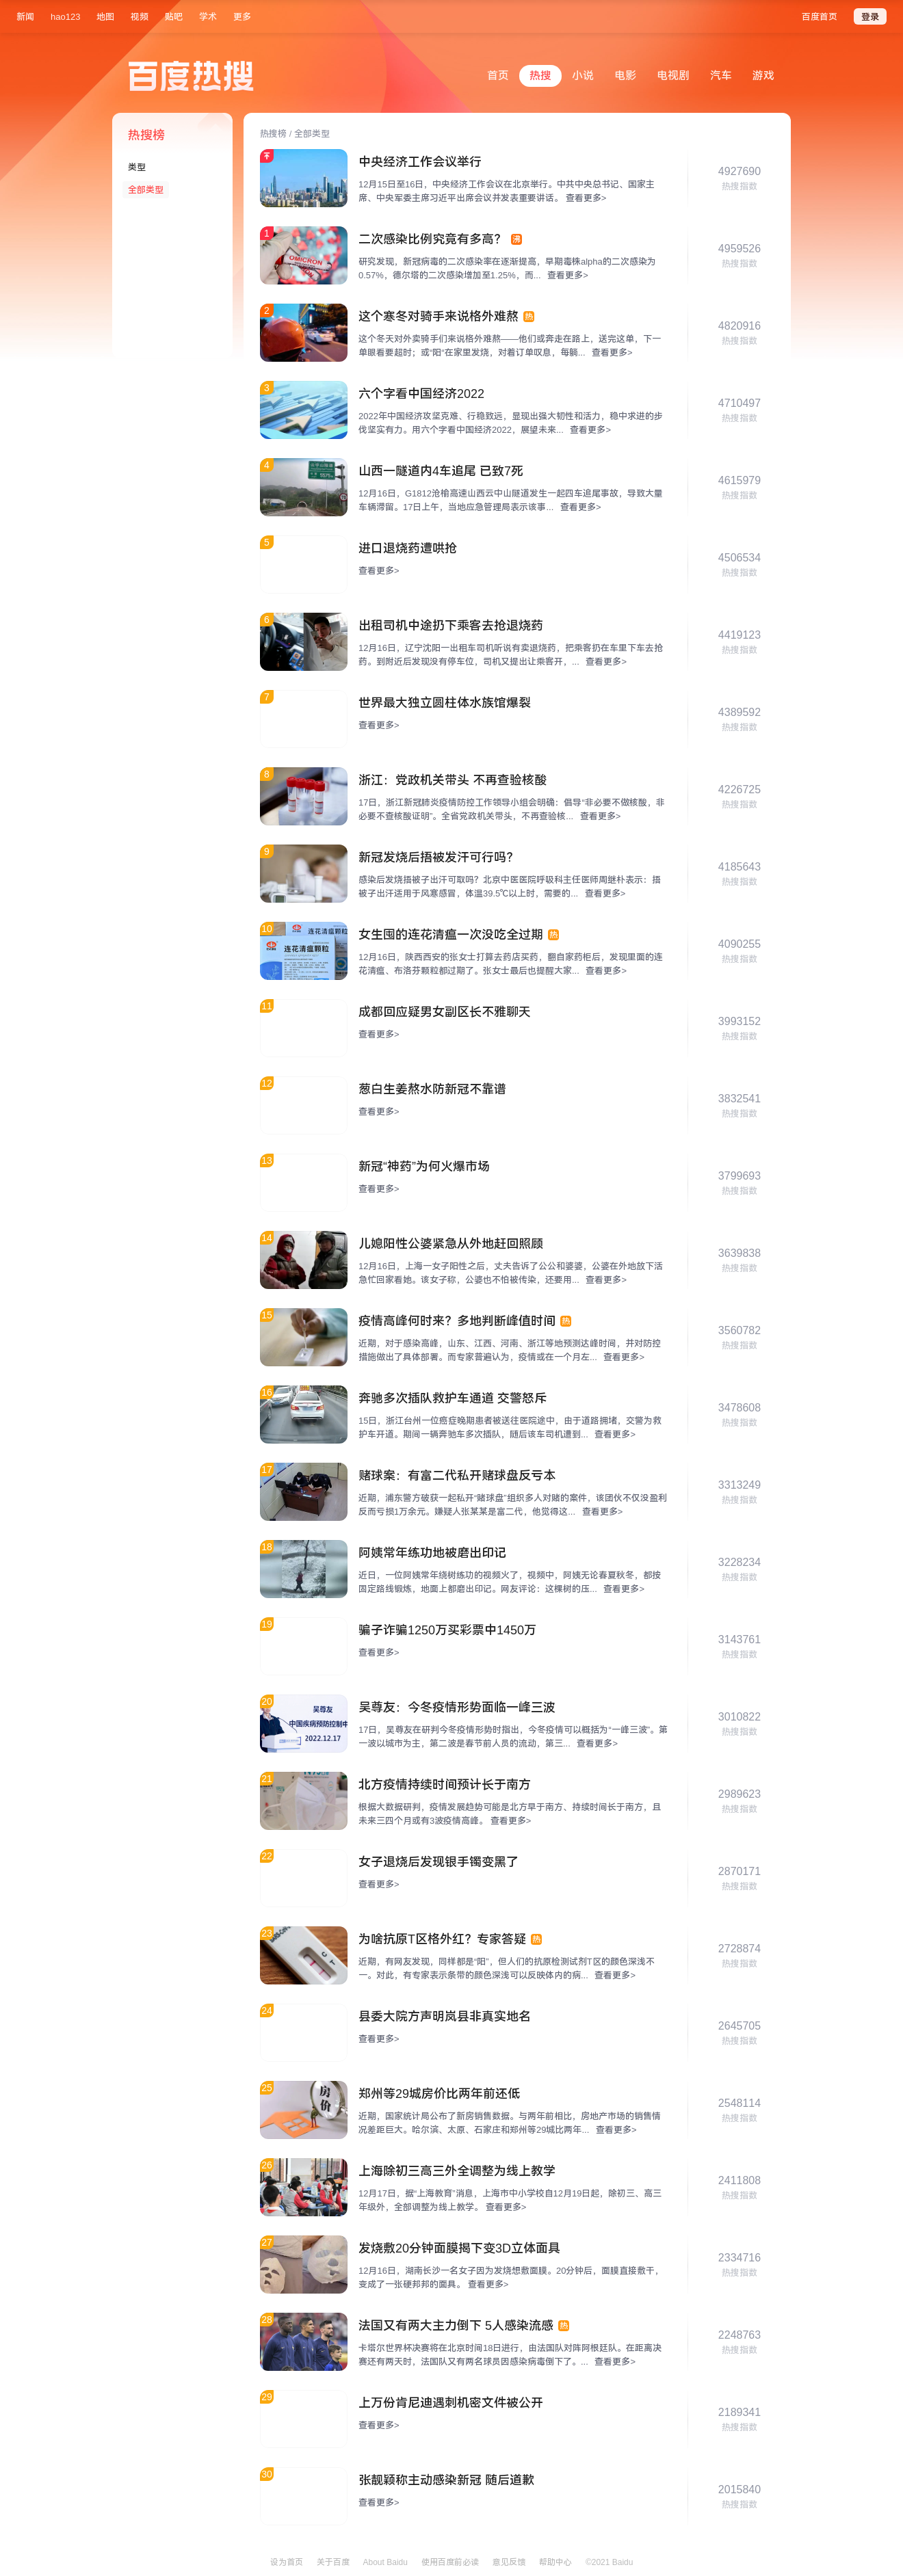 新闻 hao123 地图 视频 贴吧 学术 更多 百度首页 登录
百度热搜 首页 热搜 小说 电影 电视剧 汽车 游戏
热搜榜
类型
全部类型
热搜榜 / 全部类型
中央经济工作会议举行
12月15日至16日，中央经济工作会议在北京举行。中共中央总书记、国家主
席、中央军委主席习近平出席会议并发表重要讲话。 查看更多>
4927690
热搜指数
1
二次感染比例究竟有多高？ 沸
研究发现，新冠病毒的二次感染率在逐渐提高，早期毒株alpha的二次感染为
0.57%，德尔塔的二次感染增加至1.25%，而... 查看更多>
4959526
热搜指数
2
这个寒冬对骑手来说格外难熬 热
这个冬天对外卖骑手们来说格外难熬——他们或奔走在路上，送完这单，下一
单眼看要超时；或“阳”在家里发烧，对着订单叹息，每躺... 查看更多>
4820916
热搜指数
3
六个字看中国经济2022
2022年中国经济攻坚克难、行稳致远，显现出强大韧性和活力，稳中求进的步
伐坚实有力。用六个字看中国经济2022，展望未来... 查看更多>
4710497
热搜指数
4
山西一隧道内4车追尾 已致7死
12月16日，G1812沧榆高速山西云中山隧道发生一起四车追尾事故，导致大量
车辆滞留。17日上午，当地应急管理局表示该事... 查看更多>
4615979
热搜指数
5
进口退烧药遭哄抢
查看更多>
4506534
热搜指数
6
出租司机中途扔下乘客去抢退烧药
12月16日，辽宁沈阳一出租车司机听说有卖退烧药，把乘客扔在车里下车去抢
药。到附近后发现没有停车位，司机又提出让乘客开，... 查看更多>
4419123
热搜指数
7
世界最大独立圆柱体水族馆爆裂
查看更多>
4389592
热搜指数
8
浙江：党政机关带头 不再查验核酸
17日，浙江新冠肺炎疫情防控工作领导小组会明确：倡导“非必要不做核酸，非
必要不查核酸证明”。全省党政机关带头，不再查验核... 查看更多>
4226725
热搜指数
9
新冠发烧后捂被发汗可行吗？
感染后发烧捂被子出汗可取吗？北京中医医院呼吸科主任医师周继朴表示：捂
被子出汗适用于风寒感冒，体温39.5℃以上时，需要的... 查看更多>
4185643
热搜指数
10
女生囤的连花清瘟一次没吃全过期 热
12月16日，陕西西安的张女士打算去药店买药，翻自家药柜后，发现里面的连
花清瘟、布洛芬颗粒都过期了。张女士最后也提醒大家... 查看更多>
4090255
热搜指数
11
成都回应疑男女副区长不雅聊天
查看更多>
3993152
热搜指数
12
葱白生姜熬水防新冠不靠谱
查看更多>
3832541
热搜指数
13
新冠“神药”为何火爆市场
查看更多>
3799693
热搜指数
14
儿媳阳性公婆紧急从外地赶回照顾
12月16日，上海一女子阳性之后，丈夫告诉了公公和婆婆，公婆在外地放下活
急忙回家看她。该女子称，公婆也不怕被传染，还要用... 查看更多>
3639838
热搜指数
15
疫情高峰何时来？多地判断峰值时间 热
近期，对于感染高峰，山东、江西、河南、浙江等地预测达峰时间，并对防控
措施做出了具体部署。而专家普遍认为，疫情或在一个月左... 查看更多>
3560782
热搜指数
16
奔驰多次插队救护车通道 交警怒斥
15日，浙江台州一位癌症晚期患者被送往医院途中，由于道路拥堵，交警为救
护车开道。期间一辆奔驰车多次插队，随后该车司机遭到... 查看更多>
3478608
热搜指数
17
赌球案：有富二代私开赌球盘反亏本
近期，浦东警方破获一起私开“赌球盘”组织多人对赌的案件，该团伙不仅没盈利
反而亏损1万余元。嫌疑人张某某是富二代，他觉得这... 查看更多>
3313249
热搜指数
18
阿姨常年练功地被磨出印记
近日，一位阿姨常年绕树练功的视频火了，视频中，阿姨无论春夏秋冬，都按
固定路线锻炼，地面上都磨出印记。网友评论：这棵树的压... 查看更多>
3228234
热搜指数
19
骗子诈骗1250万买彩票中1450万
查看更多>
3143761
热搜指数
20
吴尊友
中国疾病预防控制中
2022.12.17
吴尊友：今冬疫情形势面临一峰三波
17日，吴尊友在研判今冬疫情形势时指出，今冬疫情可以概括为“一峰三波”。第
一波以城市为主，第二波是春节前人员的流动，第三... 查看更多>
3010822
热搜指数
21
北方疫情持续时间预计长于南方
根据大数据研判，疫情发展趋势可能是北方早于南方、持续时间长于南方，且
未来三四个月或有3波疫情高峰。 查看更多>
2989623
热搜指数
22
女子退烧后发现银手镯变黑了
查看更多>
2870171
热搜指数
23
为啥抗原T区格外红？专家答疑 热
近期，有网友发现，同样都是“阳”，但人们的抗原检测试剂T区的颜色深浅不
一。对此，有专家表示条带的颜色深浅可以反映体内的病... 查看更多>
2728874
热搜指数
24
县委大院方声明岚县非真实地名
查看更多>
2645705
热搜指数
25
房价
郑州等29城房价比两年前还低
近期，国家统计局公布了新房销售数据。与两年前相比，房地产市场的销售情
况差距巨大。哈尔滨、太原、石家庄和郑州等29城比两年... 查看更多>
2548114
热搜指数
26
上海除初三高三外全调整为线上教学
12月17日，据“上海教育”消息，上海市中小学校自12月19日起，除初三、高三
年级外，全部调整为线上教学。 查看更多>
2411808
热搜指数
27
发烧敷20分钟面膜揭下变3D立体面具
12月16日，湖南长沙一名女子因为发烧想敷面膜。20分钟后，面膜直接敷干，
变成了一张硬邦邦的面具。 查看更多>
2334716
热搜指数
28
法国又有两大主力倒下 5人感染流感 热
卡塔尔世界杯决赛将在北京时间18日进行，由法国队对阵阿根廷队。在距离决
赛还有两天时，法国队又有两名球员因感染病毒倒下了。... 查看更多>
2248763
热搜指数
29
上万份肯尼迪遇刺机密文件被公开
查看更多>
2189341
热搜指数
30
张靓颖称主动感染新冠 随后道歉
查看更多>
2015840
热搜指数
设为首页 关于百度 About Baidu 使用百度前必读 意见反馈 帮助中心 ©2021 Baidu